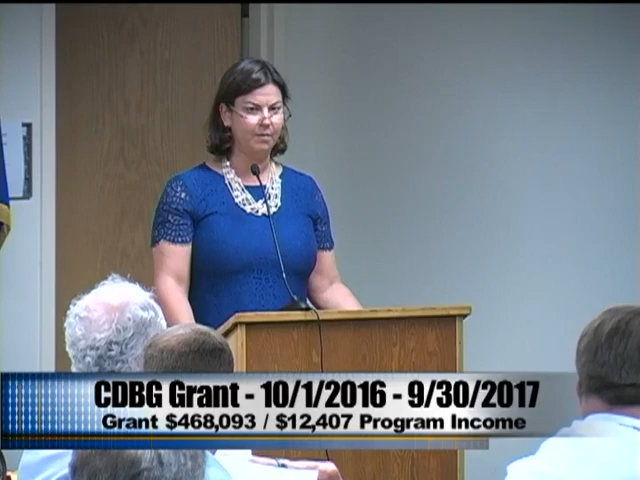 CDBG Grant - 10/1/2016 - 9/30/2017
Grant $468,093 / $12,407 Program Income